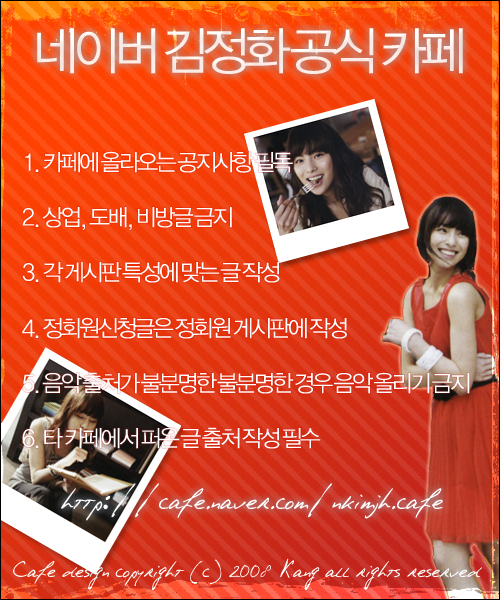 네이버 김정화 공식 카페
1. 카페에 올라오는 공지사항 필독
2. 상업, 도배, 비방글 금지
3. 각 게시판 특성에 맞는 글 작성
4. 정회원신청글은 정회원 게시판에 작성
5. 음악 출처가 불분명한 불분명한 경우 음악 올리기 금지
6. 타 카페에서 퍼온 글 출처 작성 필수
http://cafe.naver.com/nkimjh.cafe
Cafe design copyright (c) 2008 Kang all rights reserved